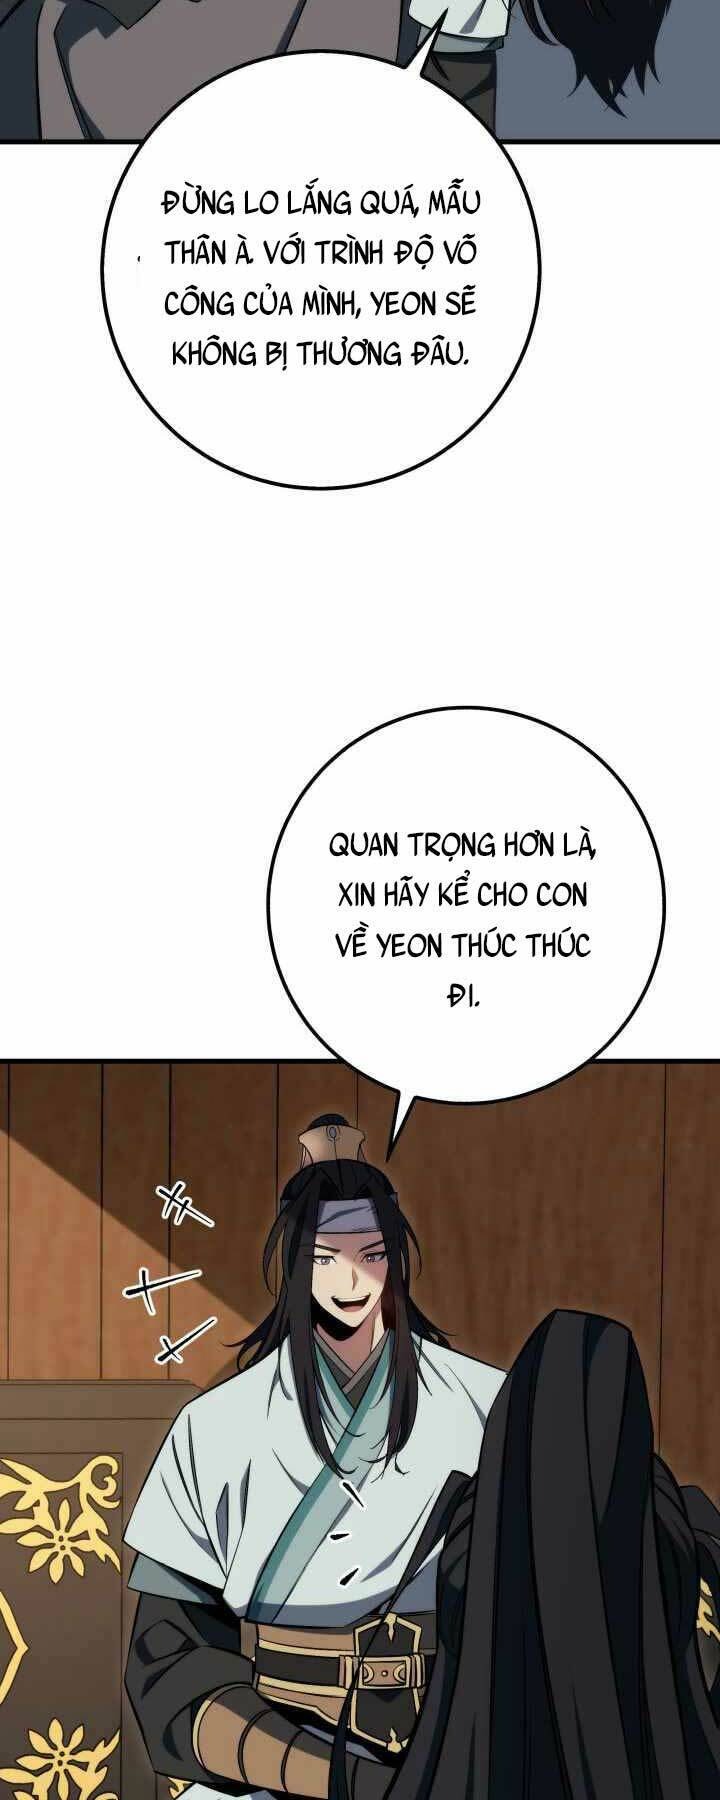 ĐỪNG LO LẮNG QUÁ, MẪU
THÂN À. VỚI TRÌNH ĐỘ VÕ
CÔNG CỦA MÌNH, YEON SẼ
KHÔNG BỊ THƯƠNG ĐÂU.
QUAN TRỌNG HƠN LÀ,
XIN HÃY KỂ CHO CON
VỀ YEON THÚC THÚC
ĐI.